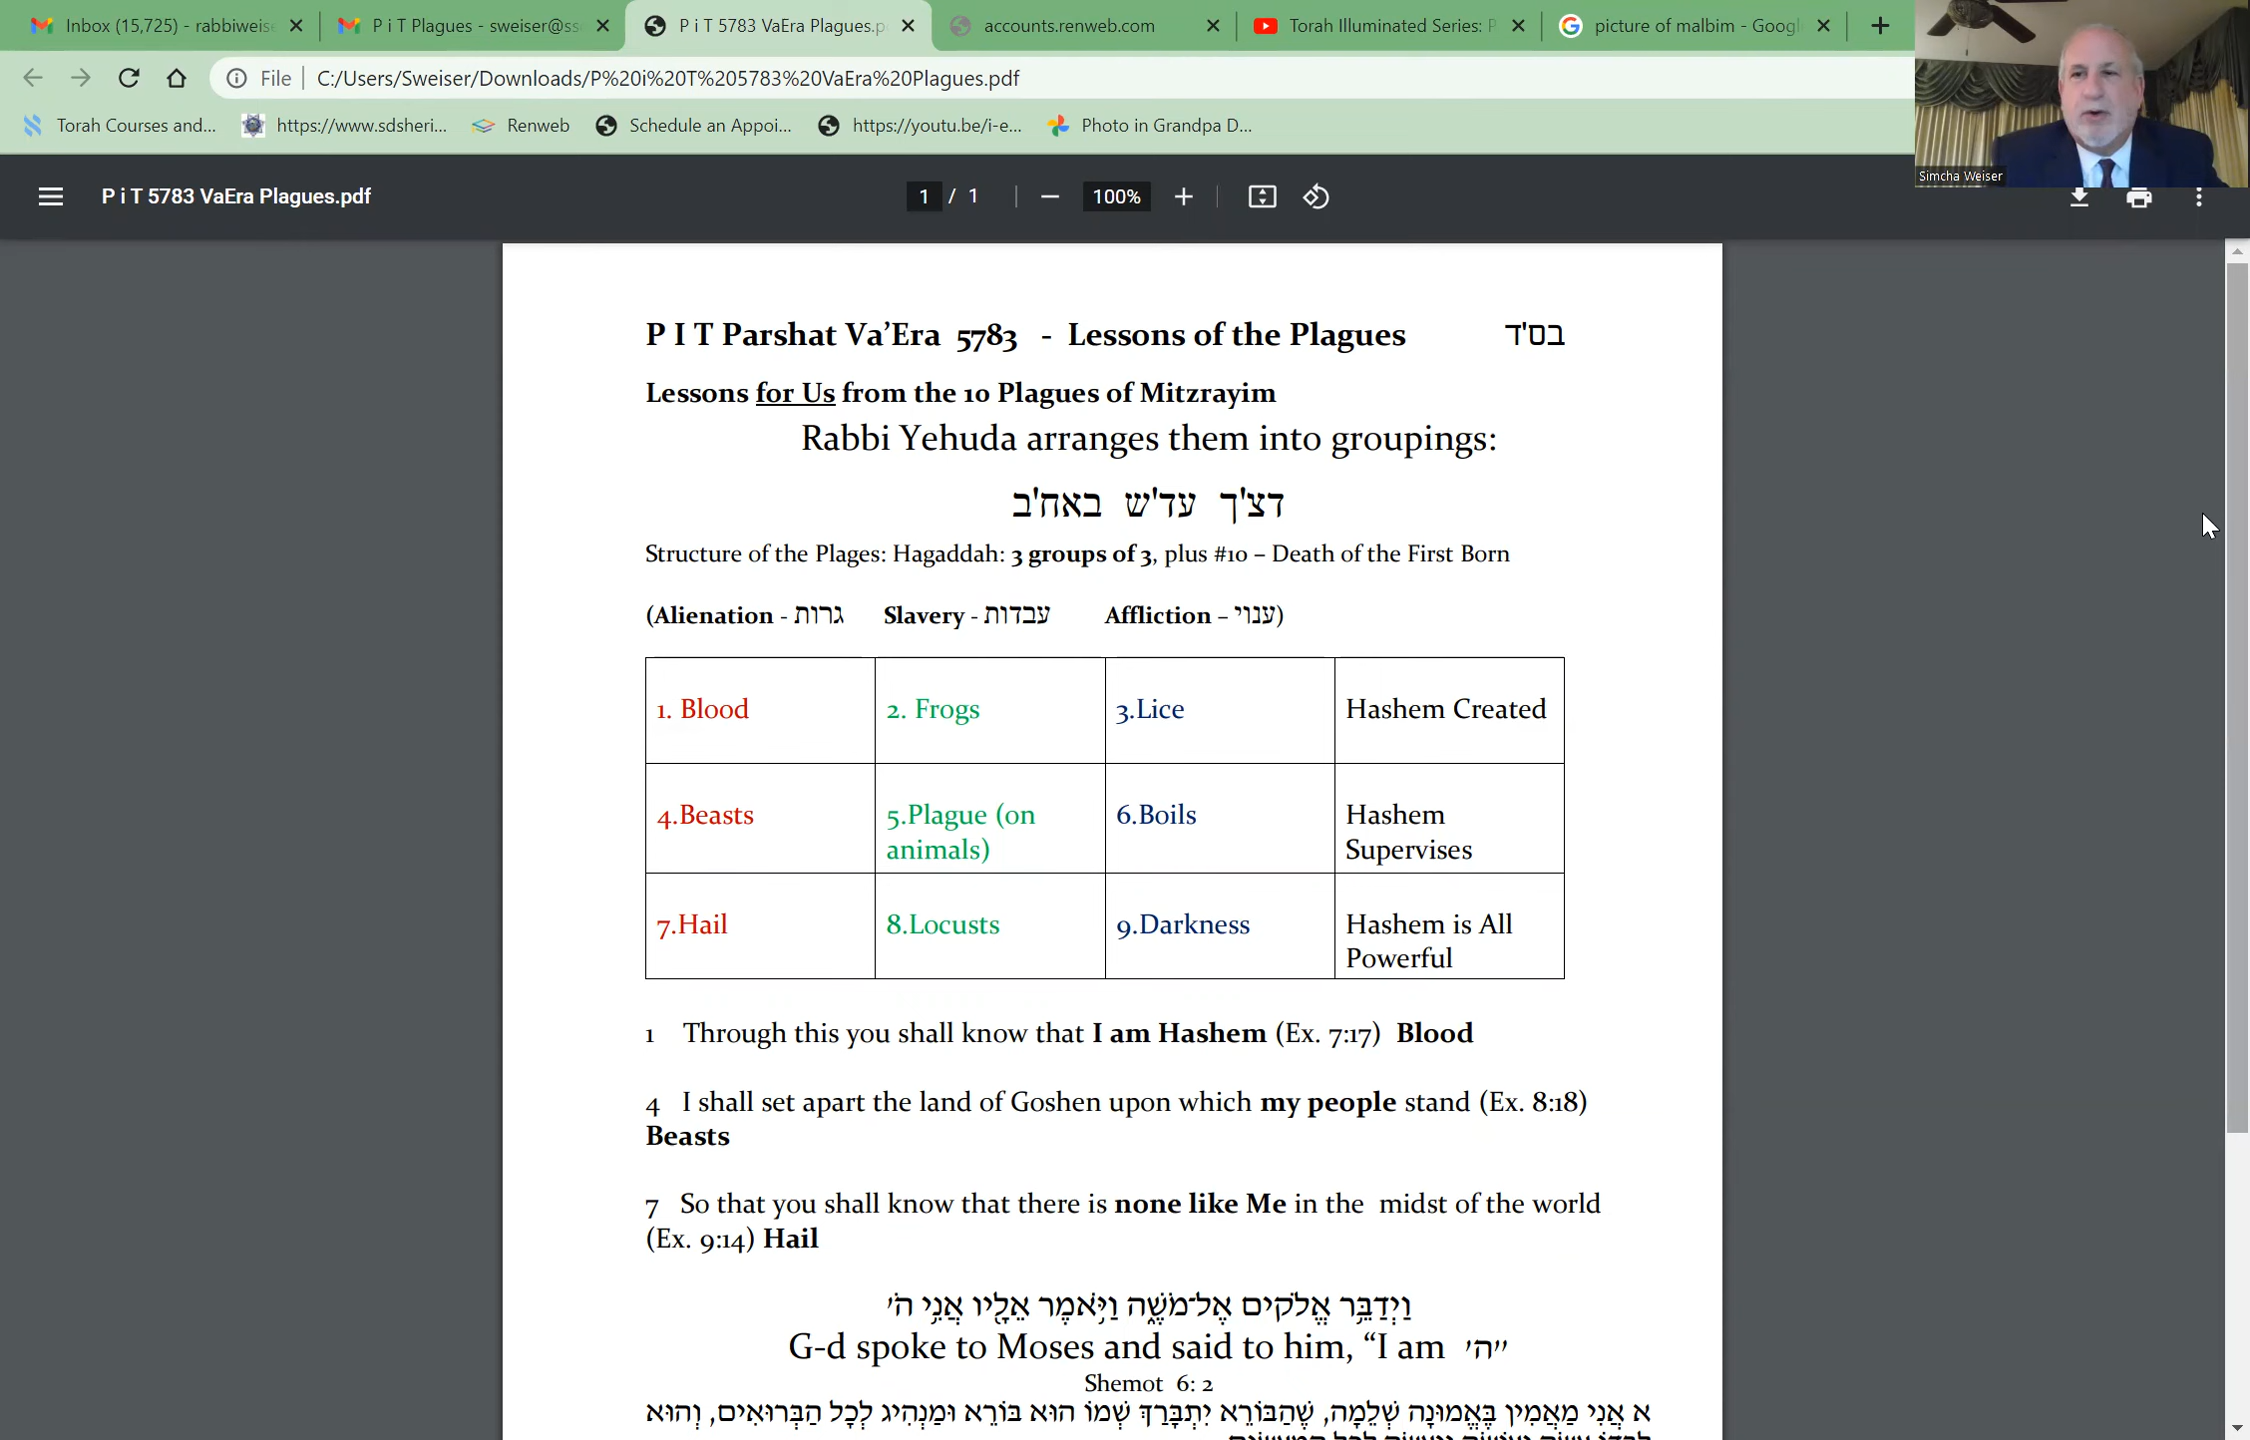 Inbox (15,725) - rabbiweise
P i T Plagues - sweiser@ss
P i T 5783 VaEra Plagues.p
accounts.renweb.com
Torah Illuminated Series: P
picture of malbim - Googl
File
C:/Users/Sweiser/Downloads/P%20i%20T%205783%20VaEra%20Plagues.pdf
Torah Courses and...
https://www.sdsheri...
Renweb
Schedule an Appoi...
https://youtu.be/i-e...
Photo in Grandpa D...
Simcha Weiser
P i T 5783 VaEra Plagues.pdf
1 / 1
100%
P I T Parshat Va’Era 5783 - Lessons of the Plagues בס'ד
Lessons for Us from the 10 Plagues of Mitzrayim
Rabbi Yehuda arranges them into groupings:
דצ'ך עד'ש באח'ב
Structure of the Plages: Hagaddah: 3 groups of 3, plus #10 – Death of the First Born
(Alienation - גרות Slavery - עבדות Affliction – ענוי)
1. Blood
2. Frogs
3.Lice
Hashem Created
4.Beasts
5.Plague (on
animals)
6.Boils
Hashem
Supervises
7.Hail
8.Locusts
9.Darkness
Hashem is All
Powerful
1 Through this you shall know that I am Hashem (Ex. 7:17) Blood
4 I shall set apart the land of Goshen upon which my people stand (Ex. 8:18)
Beasts
7 So that you shall know that there is none like Me in the midst of the world
(Ex. 9:14) Hail
וַיְדַבֵּ֥ר אֱלֹקים אֶל־מֹשֶׁ֑ה וַיֹּ֥אמֶר אֵלָ֖יו אֲנִ֥י ה'
G-d spoke to Moses and said to him, “I am ה'"
Shemot 6: 2
א אֲנִי מַאֲמִין בֶּאֱמוּנָה שְׁלֵמָה, שֶׁהַבּוֹרֵא יִתְבָּרַךְ שְׁמוֹ הוּא בּוֹרֵא וּמַנְהִיג לְכָל הַבְּרוּאִים, וְהוּא